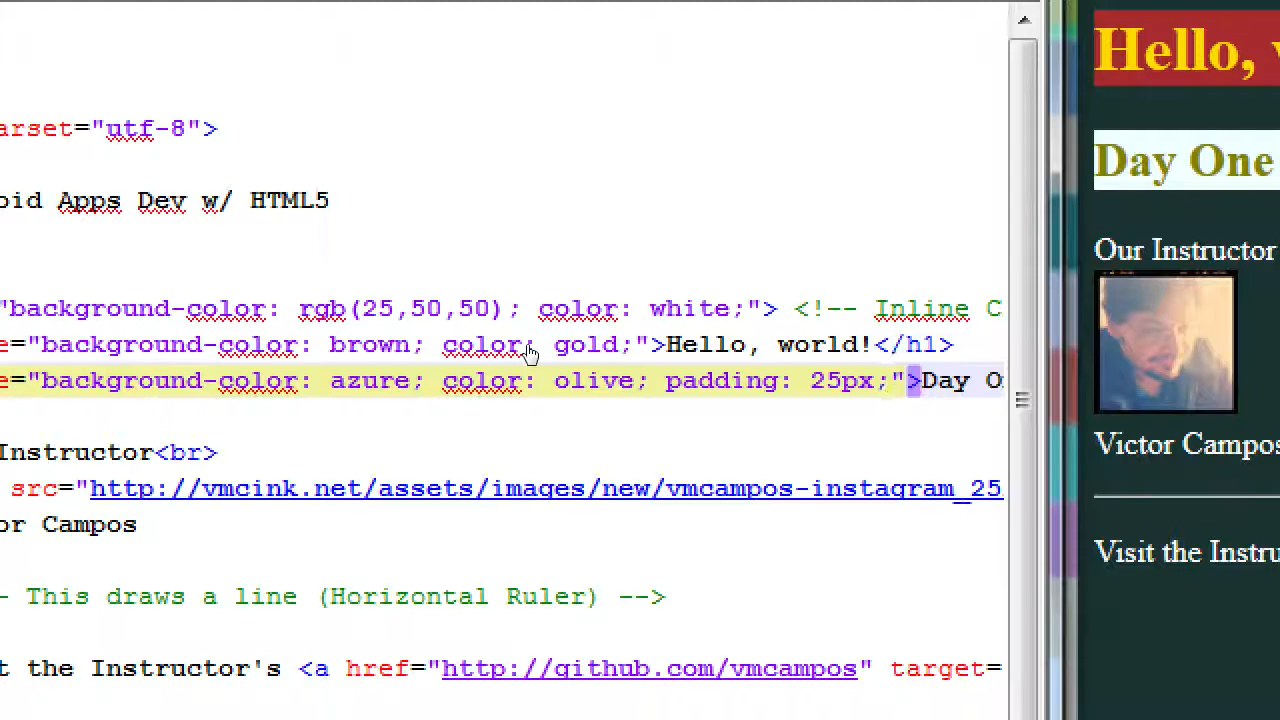 arset="utf-8">
oid Apps Dev w/ HTML5
"background-color: rgb(25,50,50); color: white;"> <!-- Inline C
e="background-color: brown; color: gold;">Hello, world!</h1>
e="background-color: azure; color: olive; padding: 25px;">Day O
Instructor<br>
src="http://vmcink.net/assets/images/new/vmcampos-instagram_25
or Campos
- This draws a line (Horizontal Ruler) -->
t the Instructor's <a href="http://github.com/vmcampos" target=
Hello,
Day One
Our Instructor
Victor Campos
Visit the Instru